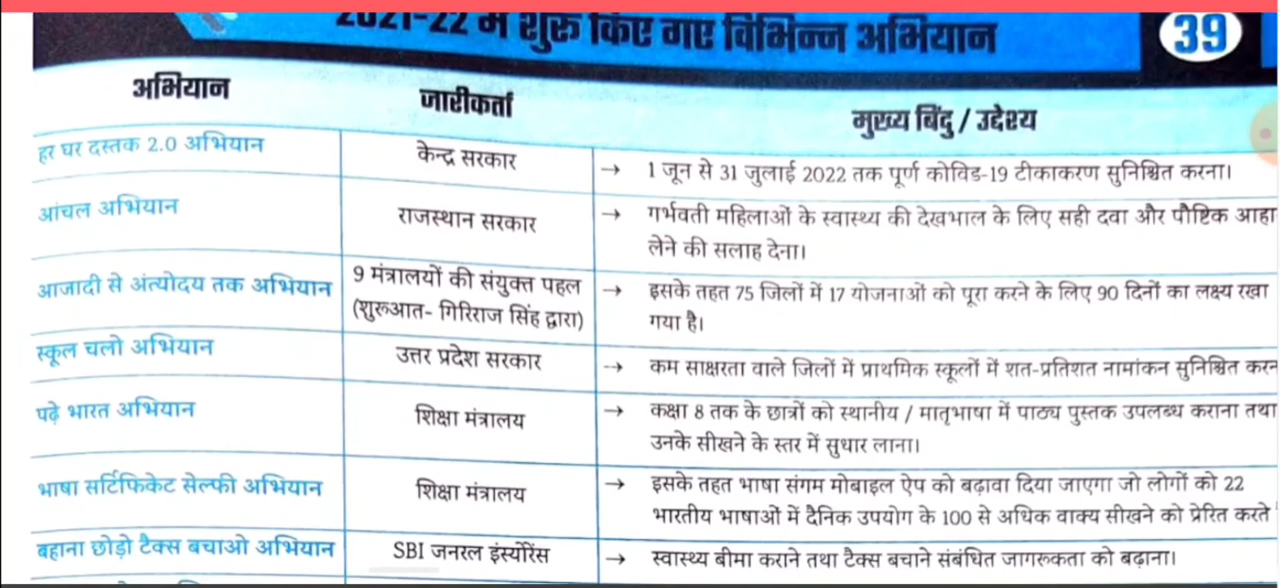 2021-22 में शुरू किए गए विभिन्न अभियान
39
अभियान
जारीकर्ता
मुख्य बिंदु / उद्देश्य
हर घर दस्तक 2.0 अभियान
केन्द्र सरकार
→ 1 जून से 31 जुलाई 2022 तक पूर्ण कोविड-19 टीकाकरण सुनिश्चित करना।
आंचल अभियान
राजस्थान सरकार
→ गर्भवती महिलाओं के स्वास्थ्य की देखभाल के लिए सही दवा और पौष्टिक आहा
लेने की सलाह देना।
आजादी से अंत्योदय तक अभियान
9 मंत्रालयों की संयुक्त पहल
(शुरूआत- गिरिराज सिंह द्वारा)
→ इसके तहत 75 जिलों में 17 योजनाओं को पूरा करने के लिए 90 दिनों का लक्ष्य रखा
गया है।
स्कूल चलो अभियान
उत्तर प्रदेश सरकार
→ कम साक्षरता वाले जिलों में प्राथमिक स्कूलों में शत-प्रतिशत नामांकन सुनिश्चित करन
पढ़े भारत अभियान
शिक्षा मंत्रालय
→ कक्षा 8 तक के छात्रों को स्थानीय / मातृभाषा में पाठ्य पुस्तक उपलब्ध कराना तथा
उनके सीखने के स्तर में सुधार लाना।
भाषा सर्टिफिकेट सेल्फी अभियान
शिक्षा मंत्रालय
→ इसके तहत भाषा संगम मोबाइल ऐप को बढ़ावा दिया जाएगा जो लोगों को 22
भारतीय भाषाओं में दैनिक उपयोग के 100 से अधिक वाक्य सीखने को प्रेरित करते
बहाना छोड़ो टैक्स बचाओ अभियान
SBI जनरल इंस्योरेंस
→ स्वास्थ्य बीमा कराने तथा टैक्स बचाने संबंधित जागरूकता को बढ़ाना।